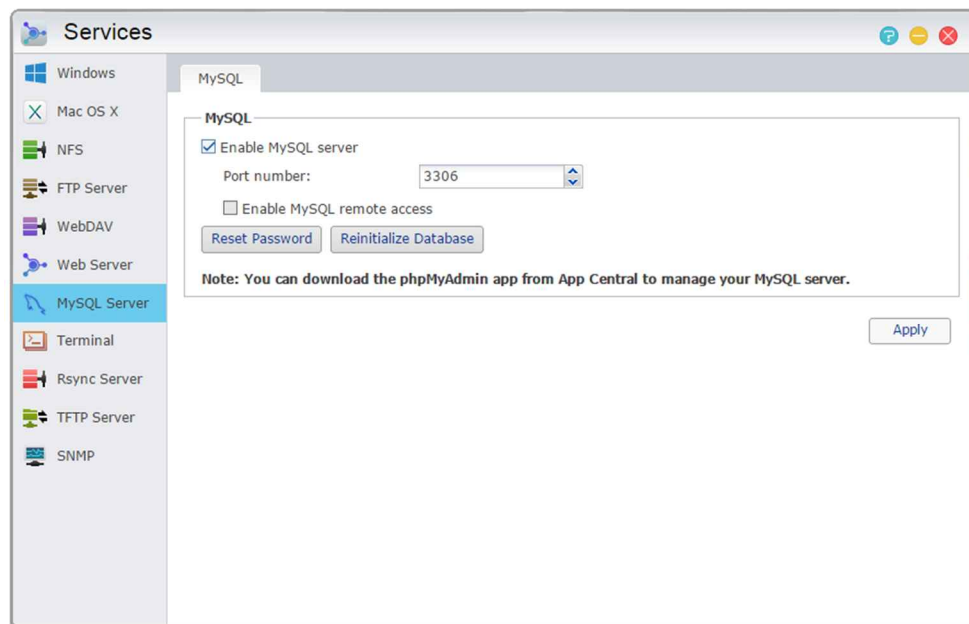 Services
Windows
Mac OS X
NFS
FTP Server
WebDAV
Web Server
MySQL Server
Terminal
Rsync Server
TFTP Server
SNMP
MySQL
MySQL
Enable MySQL server
Port number: 3306
Enable MySQL remote access
Reset Password Reinitialize Database
Note: You can download the phpMyAdmin app from App Central to manage your MySQL server.
Apply